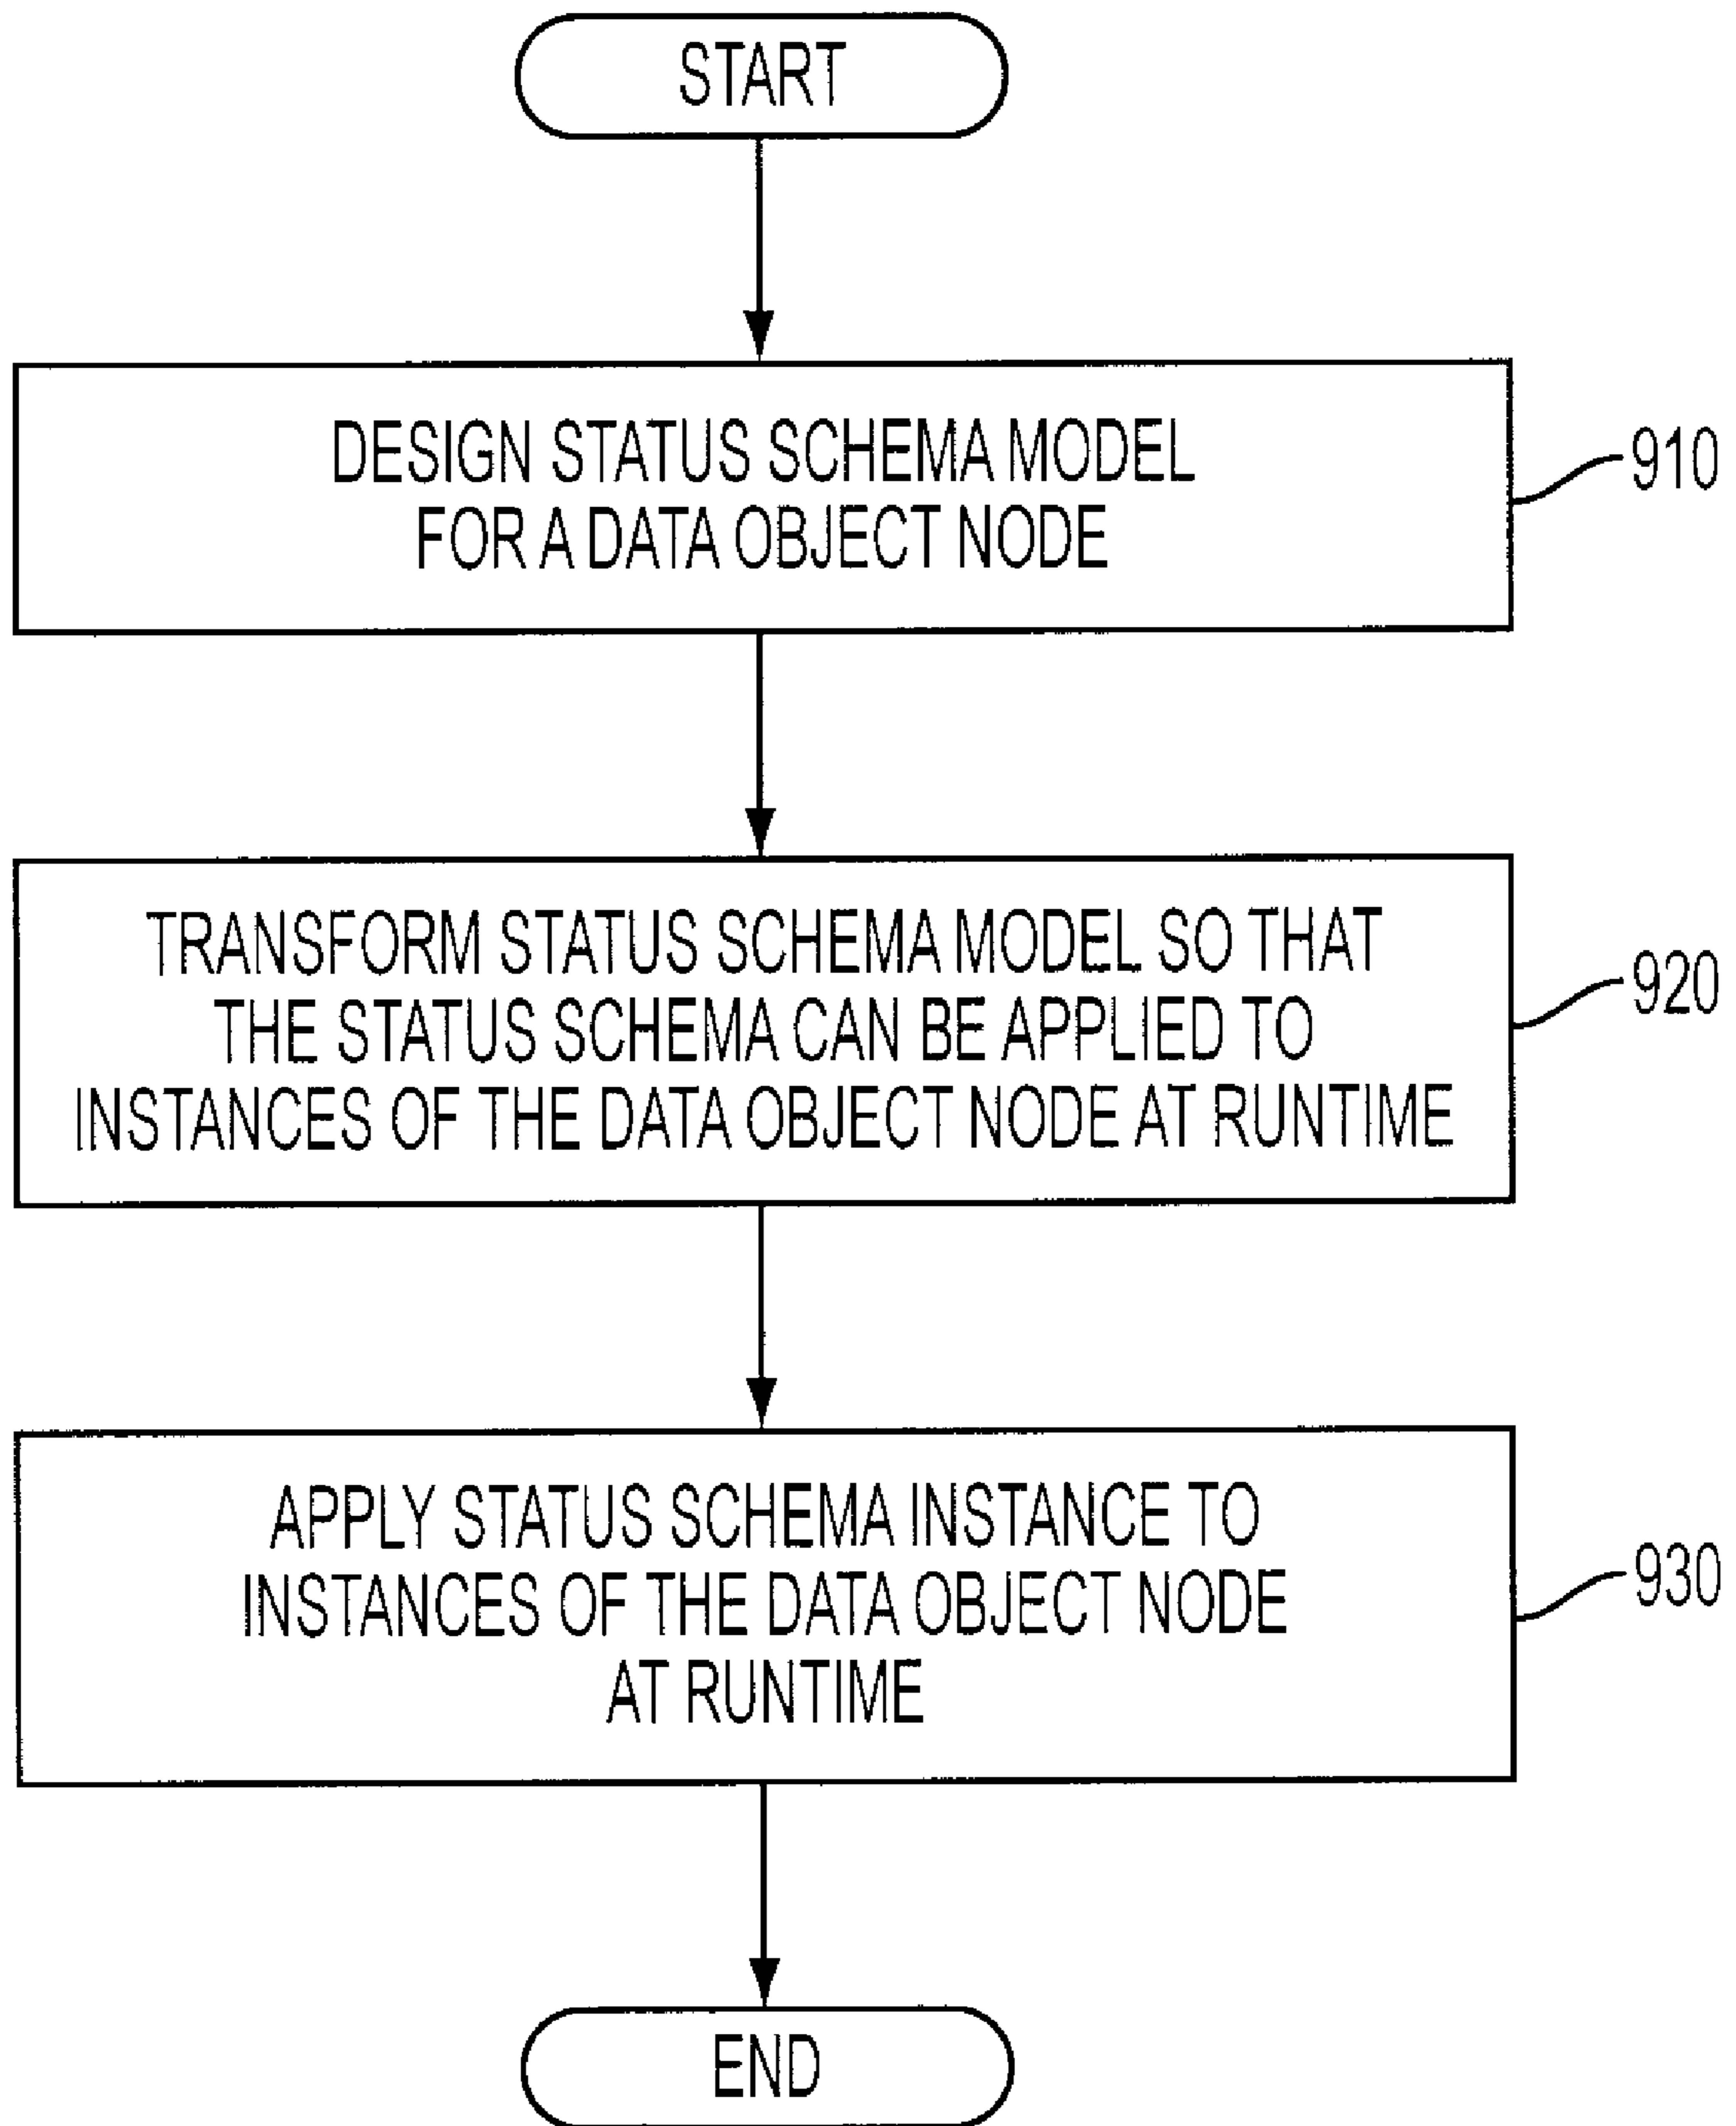 START
DESIGN STATUS SCHEMA MODEL
FOR A DATA OBJECT NODE
910
TRANSFORM STATUS SCHEMA MODEL SO THAT
THE STATUS SCHEMA CAN BE APPLIED TO
INSTANCES OF THE DATA OBJECT NODE AT RUNTIME
920
APPLY STATUS SCHEMA INSTANCE TO
INSTANCES OF THE DATA OBJECT NODE
AT RUNTIME
930
END